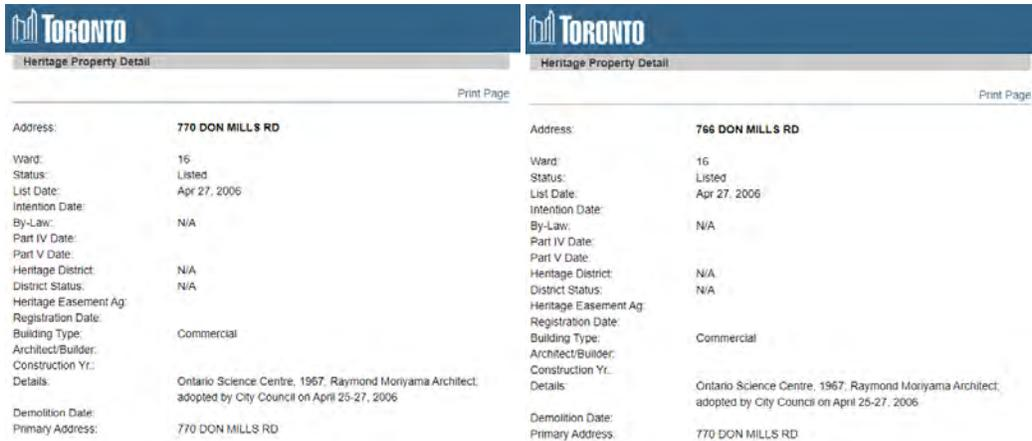 TORONTO
Heritage Property Detail
Print Page
Address: 770 DON MILLS RD
Ward: 16
Status: Listed
List Date: Apr 27, 2006
Intention Date:
By-Law: N/A
Part IV Date:
Part V Date:
Heritage District: N/A
District Status: N/A
Heritage Easement Ag:
Registration Date:
Building Type: Commercial
Architect/Builder:
Construction Yr.:
Details: Ontario Science Centre, 1967, Raymond Moriyama Architect;
adopted by City Council on April 25-27, 2006
Demolition Date:
Primary Address: 770 DON MILLS RD
TORONTO
Heritage Property Detail
Print Page
Address: 766 DON MILLS RD
Ward: 16
Status: Listed
List Date: Apr 27, 2006
Intention Date:
By-Law: N/A
Part IV Date:
Part V Date:
Heritage District: N/A
District Status: N/A
Heritage Easement Ag:
Registration Date:
Building Type: Commercial
Architect/Builder:
Construction Yr.:
Details: Ontario Science Centre, 1967, Raymond Moriyama Architect;
adopted by City Council on April 25-27, 2006
Demolition Date:
Primary Address: 770 DON MILLS RD